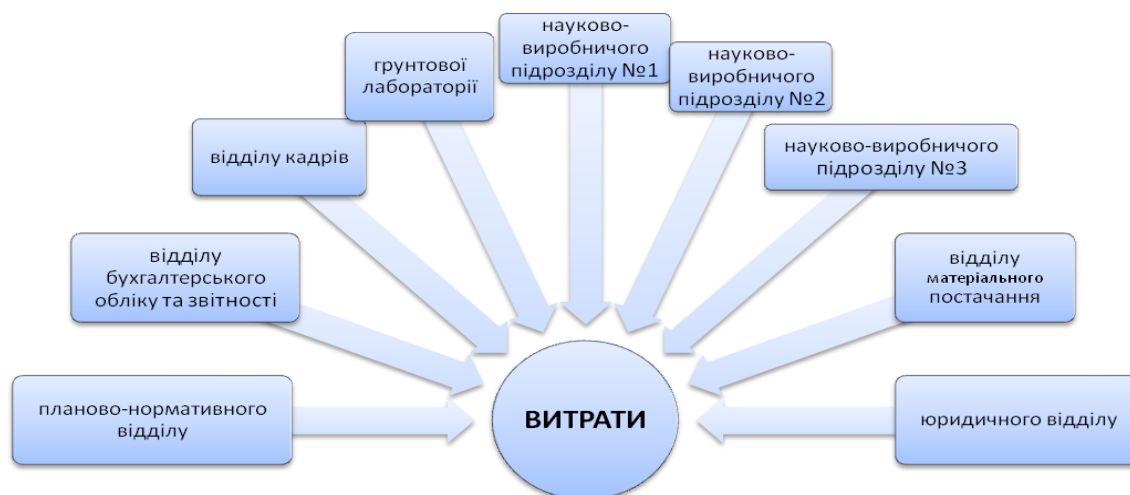 науково-
виробничого
підрозділу №1
науково-
виробничого
підрозділу №2
грунтової
лабораторії
відділу кадрів
науково-виробничого
підрозділу №3
відділу
бухгалтерського
обліку та звітності
відділу
матеріального
постачання
планово-нормативного
відділу
ВИТРАТИ
юридичного відділу